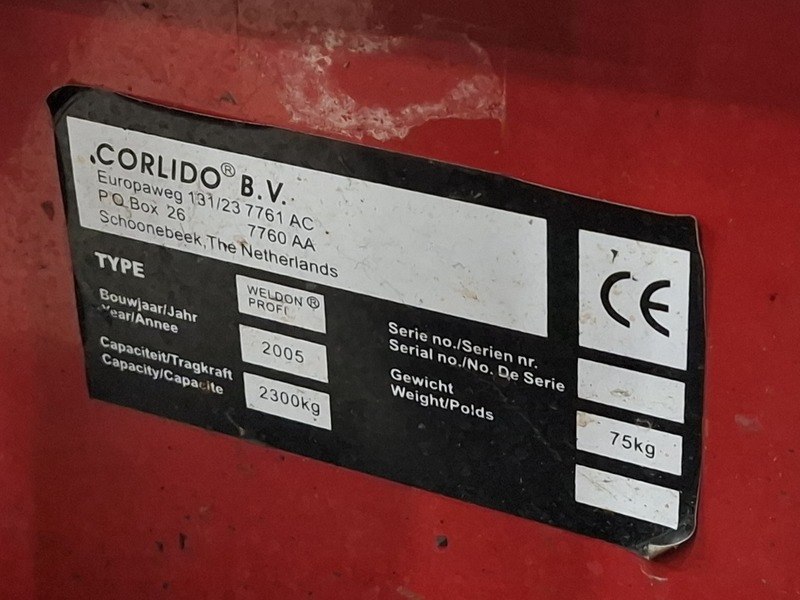 CORLIDO® B.V.
Europaweg 131/23 7761 AC
P.O.Box 26 7760 AA
Schoonebeek,The Netherlands
CE
TYPE
WELDON ®
PROFI
Bouwjaar/Jahr
Year/Annee
2005
Capaciteit/Tragkraft
Capacity/Capacite
2300kg
Serie no./Serien nr.
Serial no./No. De Serie
Gewicht
Weight/Polds
75kg